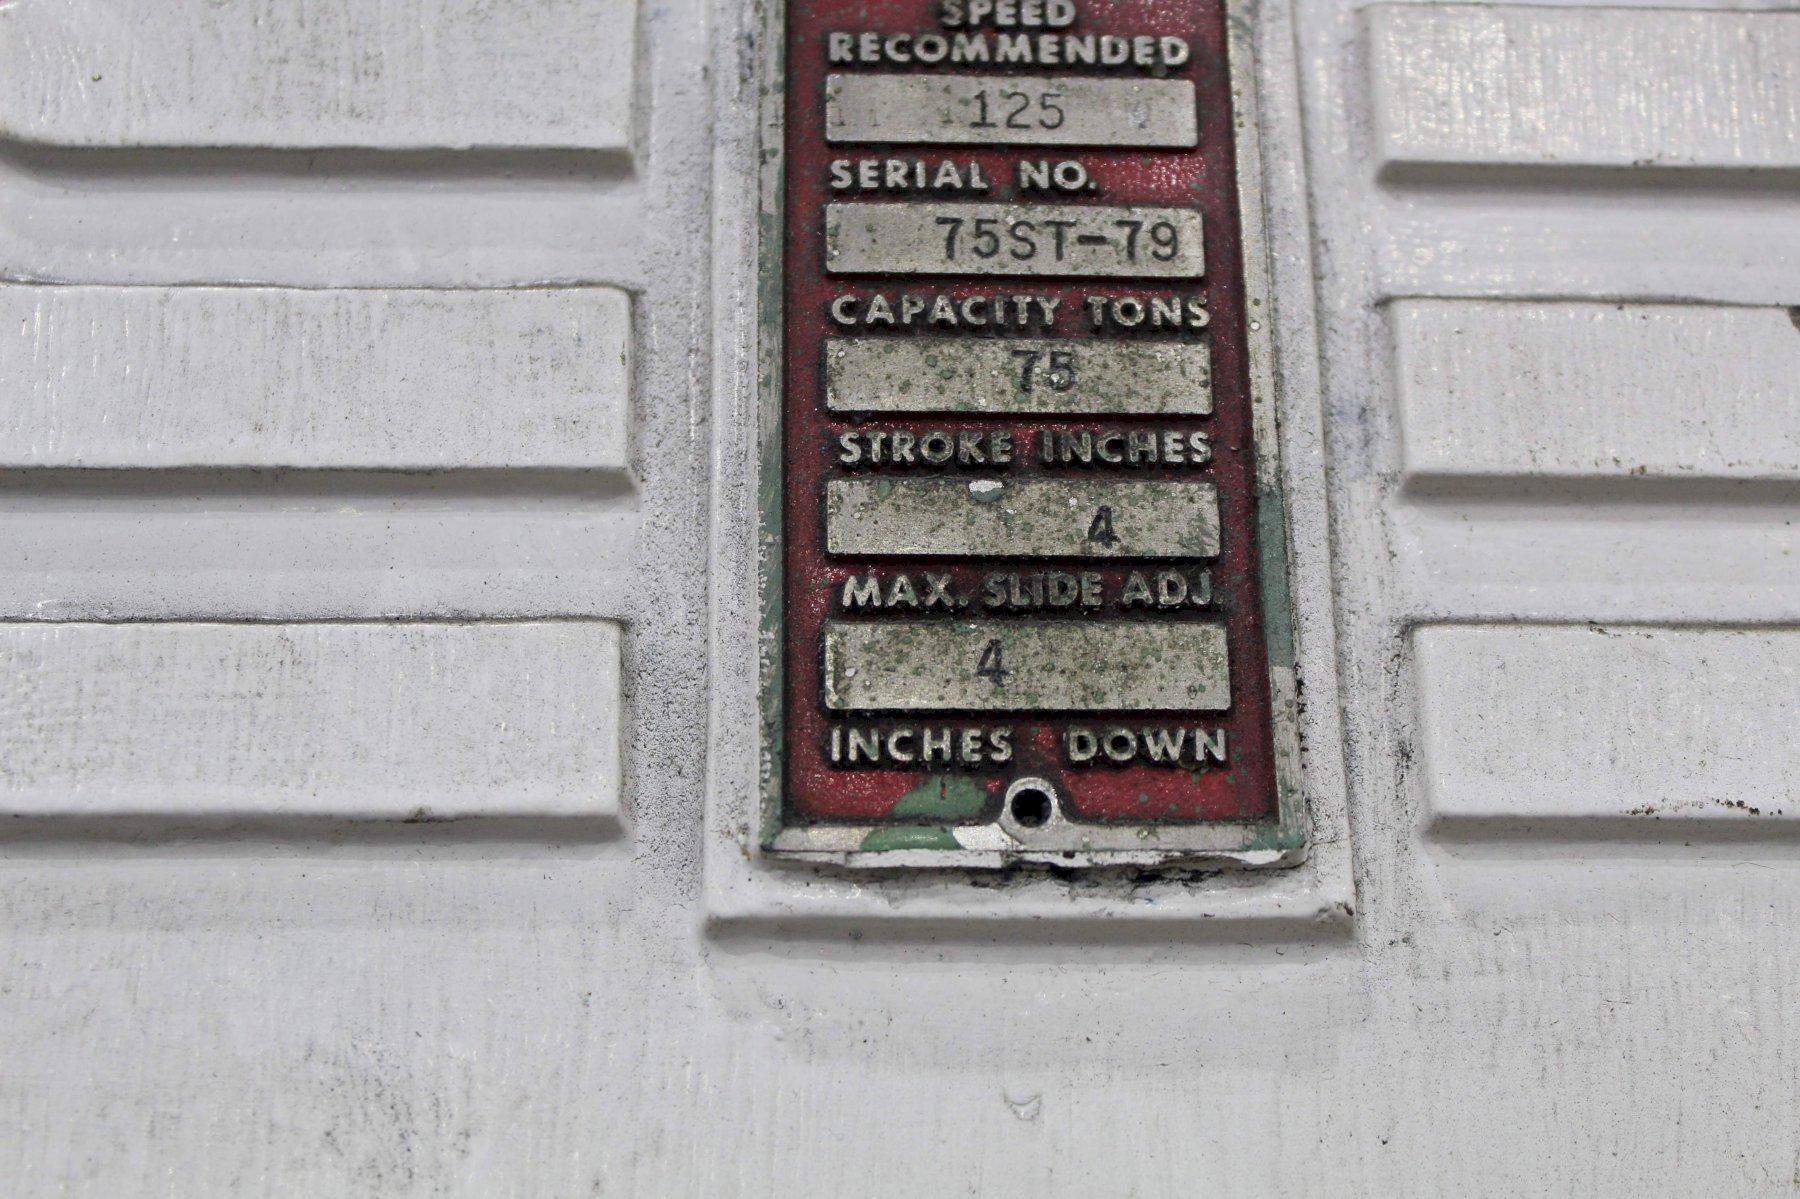 SPEED
RECOMMENDED
125
SERIAL NO.
75ST-79
CAPACITY TONS
75
STROKE INCHES
4
MAX. SLIDE ADJ.
4
INCHES DOWN